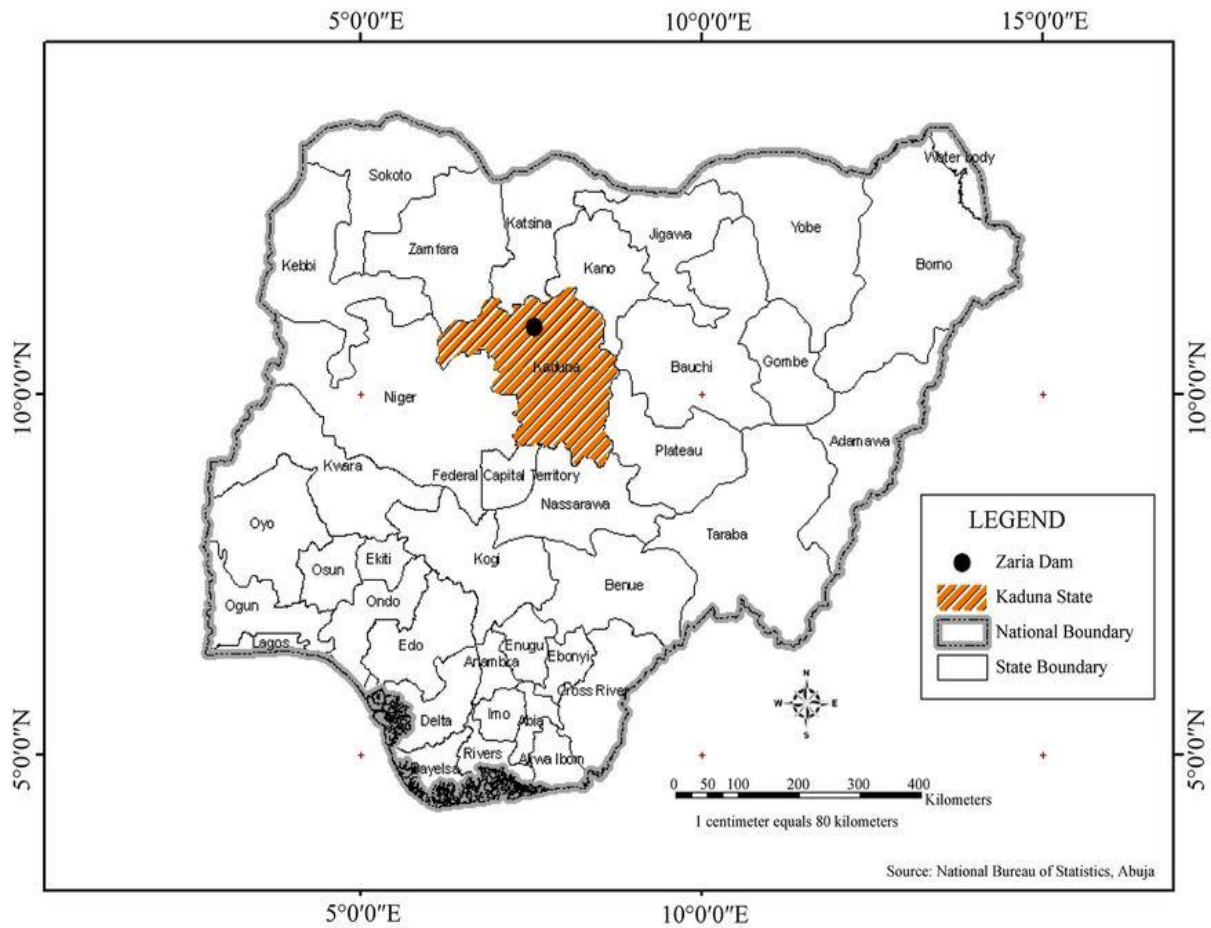 5°0'0"E 10°0'0"E 15°0'0"E
Water body
Sokoto
Katsina
Zamfara
Jigawa
Yobe
Kebbi
Kano
Borno
10°0'0"N
10°0'0"N
Kaduna
Bauchi
Gombe
Niger
Adamawa
Plateau
Kwara
Federal Capital Territory
Nassarawa
Oyo
Taraba
Osun
Ekiti
Kogi
Benue
Ogun
Ondo
Lagos
Edo
Enugu
Anambra
Ebonyi
Cross River
Delta
Imo
Abia
Rivers
Akwa Ibom
Bayelsa
LEGEND
Zaria Dam
Kaduna State
National Boundary
State Boundary
N
W E
S
5°0'0"N
5°0'0"N
0 50 100 200 300 400
Kilometers
1 centimeter equals 80 kilometers
Source: National Bureau of Statistics, Abuja
5°0'0"E 10°0'0"E